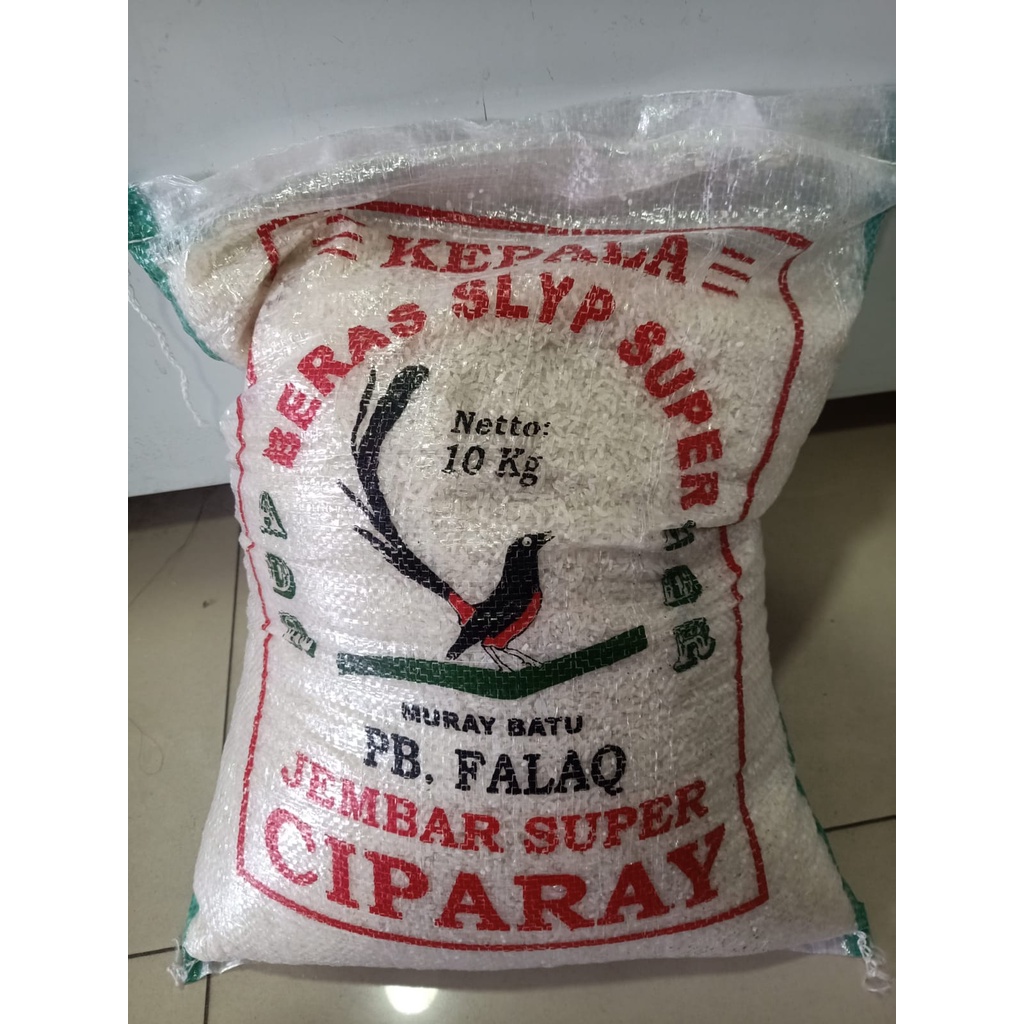 KEPALA
BERAS SLYP SUPER
Netto:
10 Kg
MURAY BATU
PB. FALAQ
JEMBAR SUPER
CIPARAY